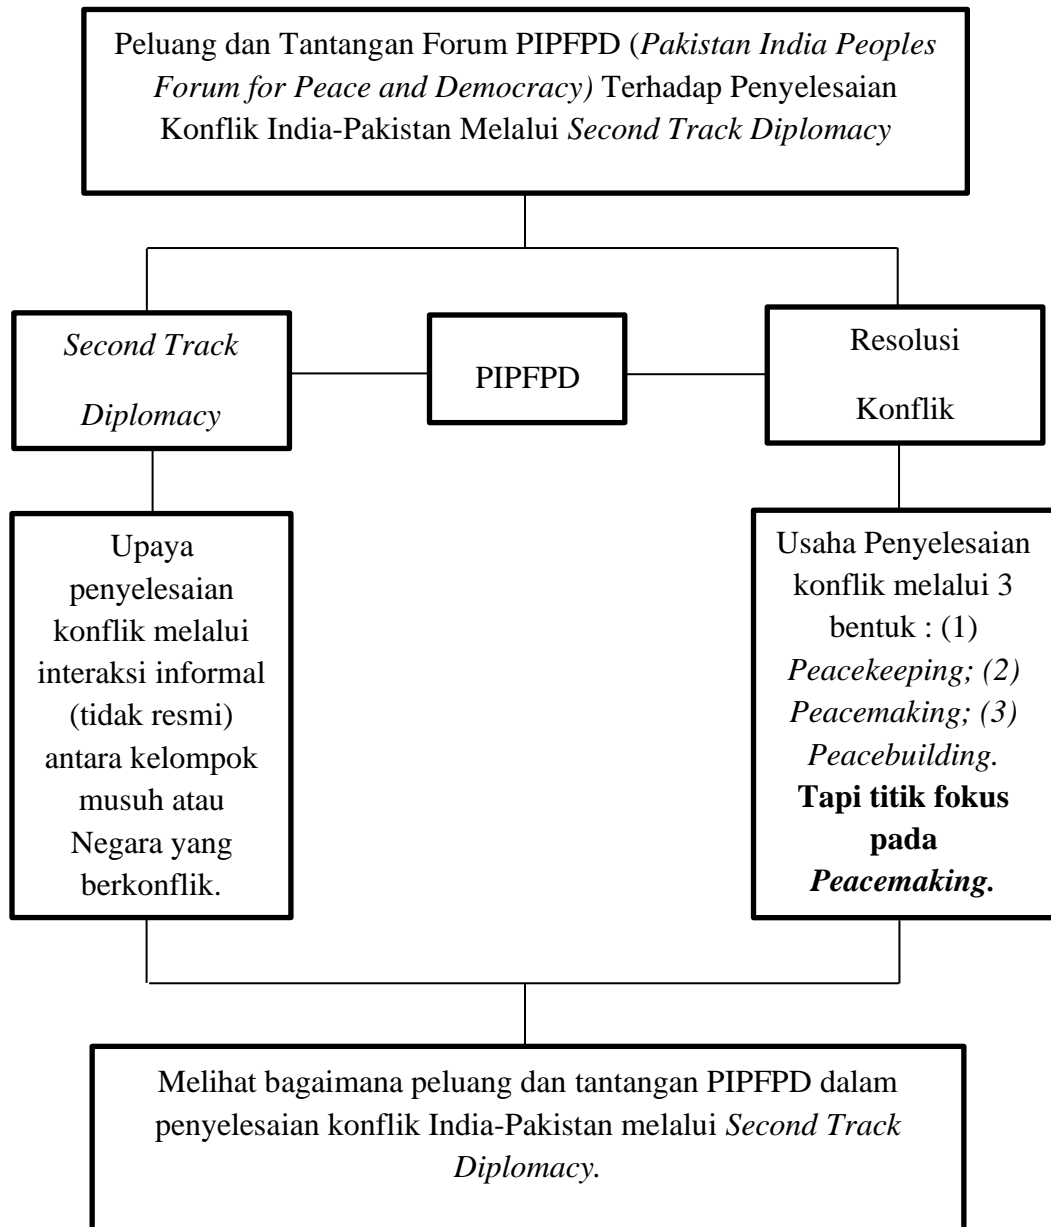 Peluang dan Tantangan Forum PIPFPD (Pakistan India Peoples
Forum for Peace and Democracy) Terhadap Penyelesaian
Konflik India-Pakistan Melalui Second Track Diplomacy
Second Track
Diplomacy
PIPFPD
Resolusi
Konflik
Upaya
penyelesaian
konflik melalui
interaksi informal
(tidak resmi)
antara kelompok
musuh atau
Negara yang
berkonflik.
Usaha Penyelesaian
konflik melalui 3
bentuk : (1)
Peacekeeping; (2)
Peacemaking; (3)
Peacebuilding.
Tapi titik fokus
pada
Peacemaking.
Melihat bagaimana peluang dan tantangan PIPFPD dalam
penyelesaian konflik India-Pakistan melalui Second Track
Diplomacy.